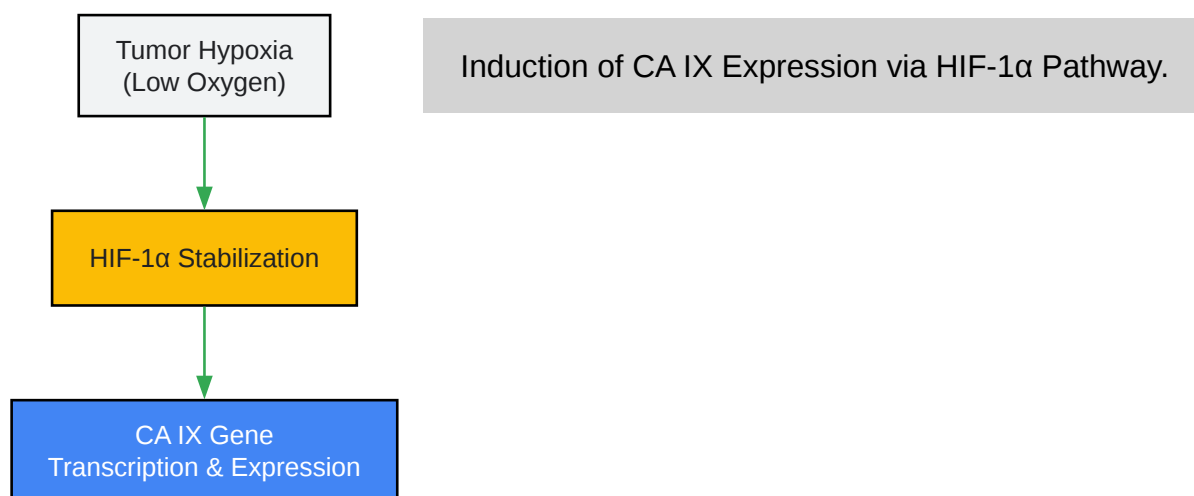 Tumor Hypoxia
(Low Oxygen)
Induction of CA IX Expression via HIF-1α Pathway.
HIF-1α Stabilization
CA IX Gene
Transcription & Expression